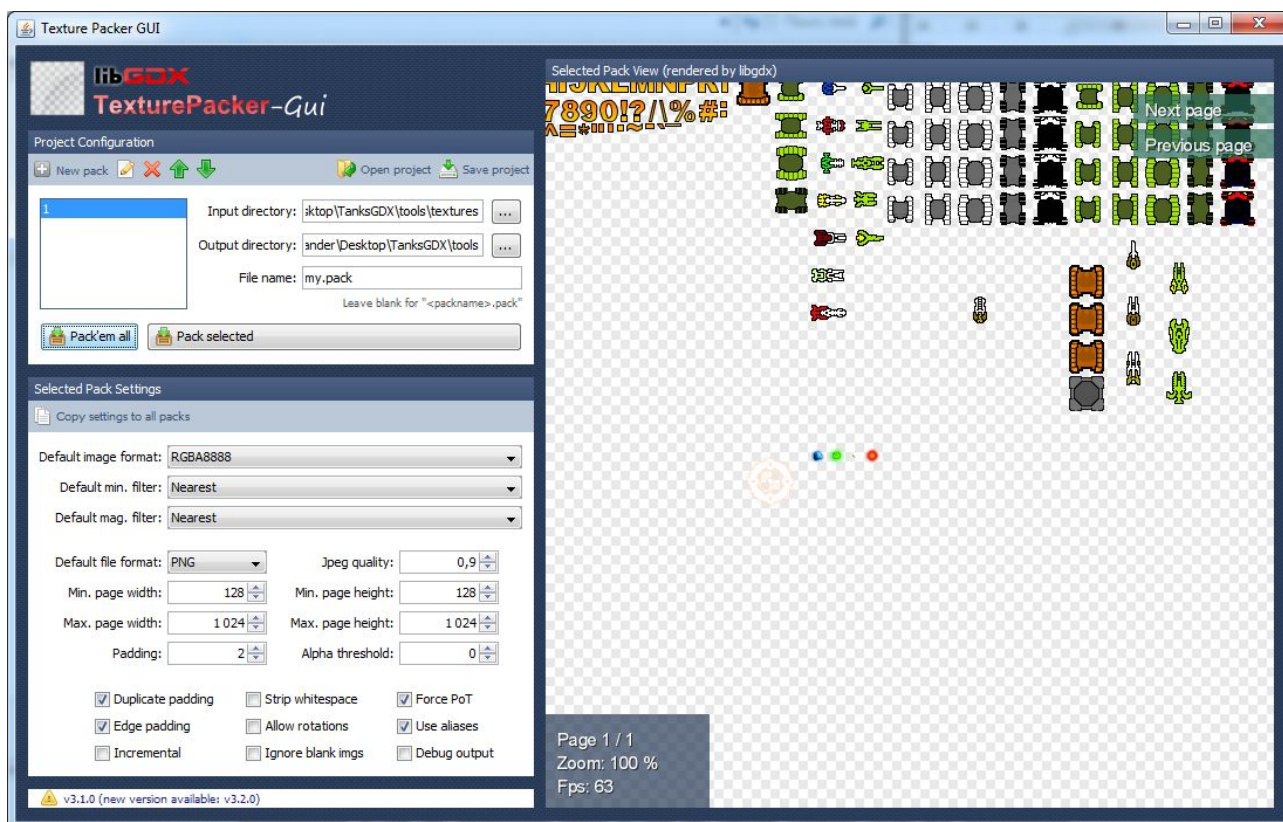 Texture Packer GUI
libGDX
TexturePacker-Gui
Project Configuration
New pack
Open project
Save project
1
Input directory: sktop\TanksGDX\tools\textures ...
Output directory: ander\Desktop\TanksGDX\tools ...
File name: my.pack
Leave blank for "<packname>.pack"
Pack'em all
Pack selected
Selected Pack Settings
Copy settings to all packs
Default image format: RGBA8888
Default min. filter: Nearest
Default mag. filter: Nearest
Default file format: PNG
Jpeg quality: 0,9
Min. page width: 128
Min. page height: 128
Max. page width: 1 024
Max. page height: 1 024
Padding: 2
Alpha threshold: 0
Duplicate padding
Strip whitespace
Force PoT
Edge padding
Allow rotations
Use aliases
Incremental
Ignore blank imgs
Debug output
v3.1.0 (new version available: v3.2.0)
Selected Pack View (rendered by libgdx)
7890!?/\%#:
Next page
Previous page
Page 1 / 1
Zoom: 100 %
Fps: 63